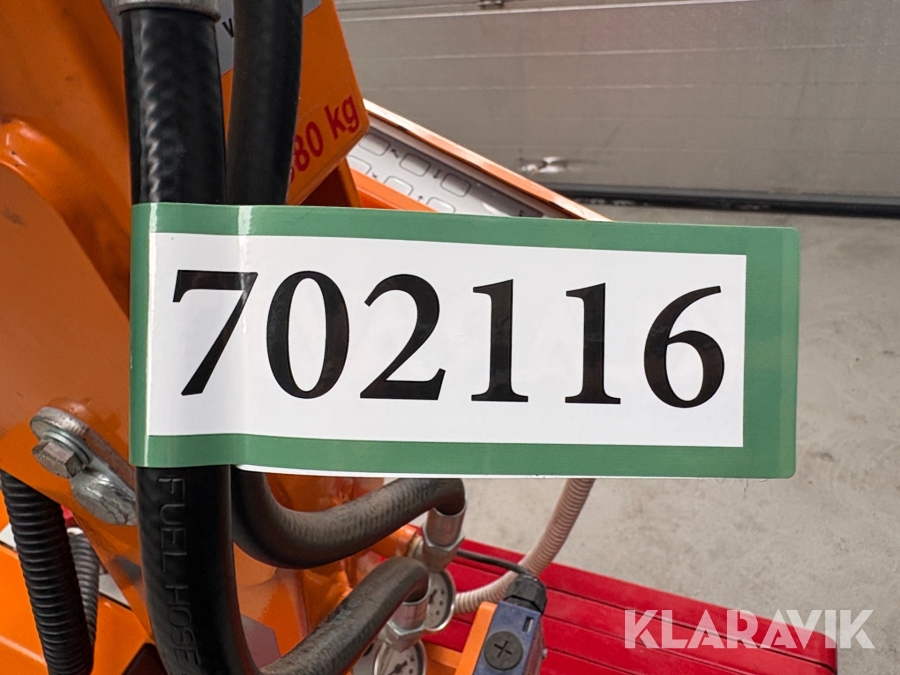 80 kg
702116
FUEL HOSE
KLARAVIK